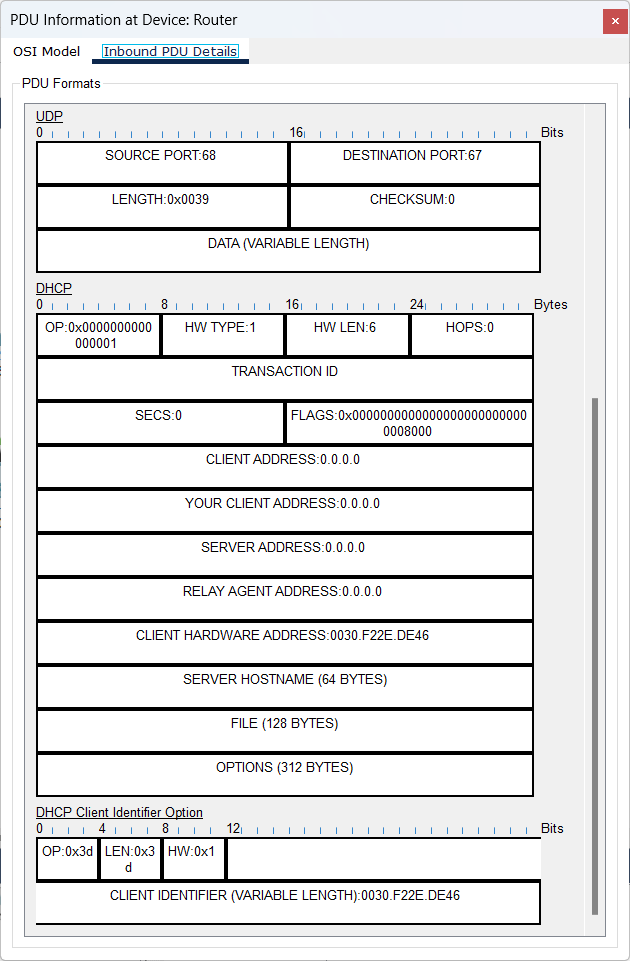 PDU Information at Device: Router
OSI Model Inbound PDU Details
PDU Formats
UDP
0 16 Bits
SOURCE PORT:68 DESTINATION PORT:67
LENGTH:0x0039 CHECKSUM:0
DATA (VARIABLE LENGTH)
DHCP
0 8 16 24 Bytes
OP:0x0000000000 HW TYPE:1 HW LEN:6 HOPS:0
000001
TRANSACTION ID
SECS:0 FLAGS:0x0000000000000000000000000
0008000
CLIENT ADDRESS:0.0.0.0
YOUR CLIENT ADDRESS:0.0.0.0
SERVER ADDRESS:0.0.0.0
RELAY AGENT ADDRESS:0.0.0.0
CLIENT HARDWARE ADDRESS:0030.F22E.DE46
SERVER HOSTNAME (64 BYTES)
FILE (128 BYTES)
OPTIONS (312 BYTES)
DHCP Client Identifier Option
0 4 8 12 Bits
OP:0x3d LEN:0x3 HW:0x1
d
CLIENT IDENTIFIER (VARIABLE LENGTH):0030.F22E.DE46